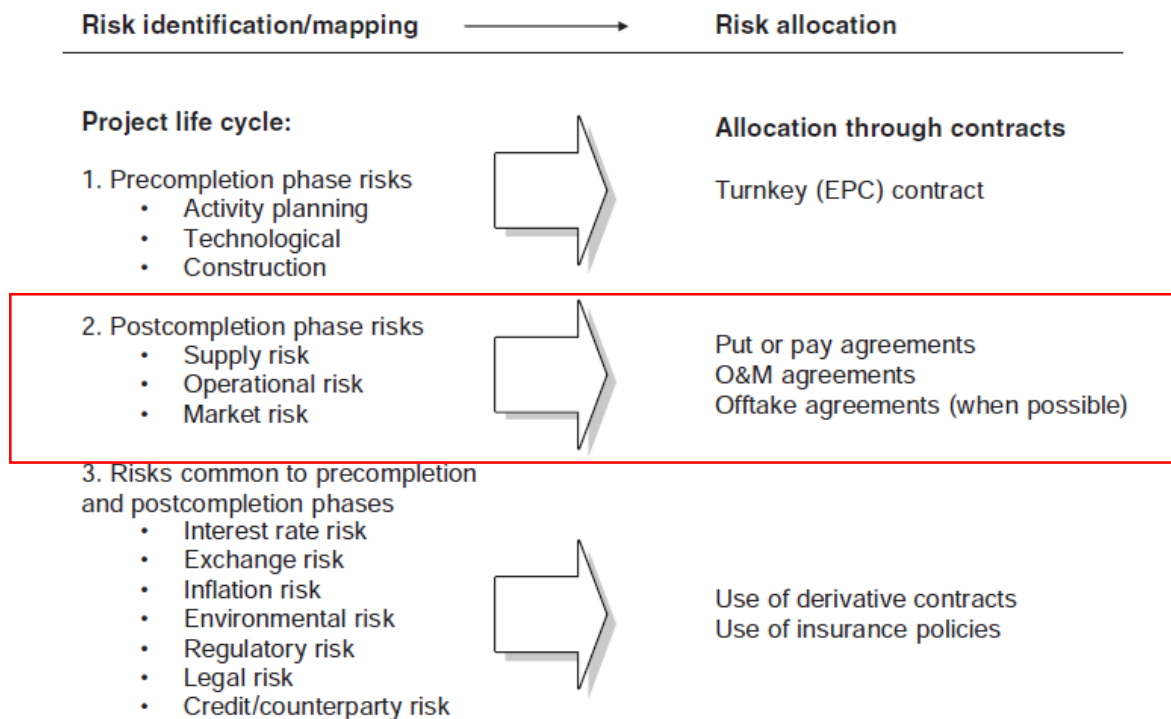 Risk identification/mapping
Risk allocation
Project life cycle:
Allocation through contracts
1. Precompletion phase risks
• Activity planning
• Technological
• Construction
Turnkey (EPC) contract
2. Postcompletion phase risks
• Supply risk
• Operational risk
• Market risk
Put or pay agreements
O&M agreements
Offtake agreements (when possible)
3. Risks common to precompletion
and postcompletion phases
• Interest rate risk
• Exchange risk
• Inflation risk
• Environmental risk
• Regulatory risk
• Legal risk
• Credit/counterparty risk
Use of derivative contracts
Use of insurance policies